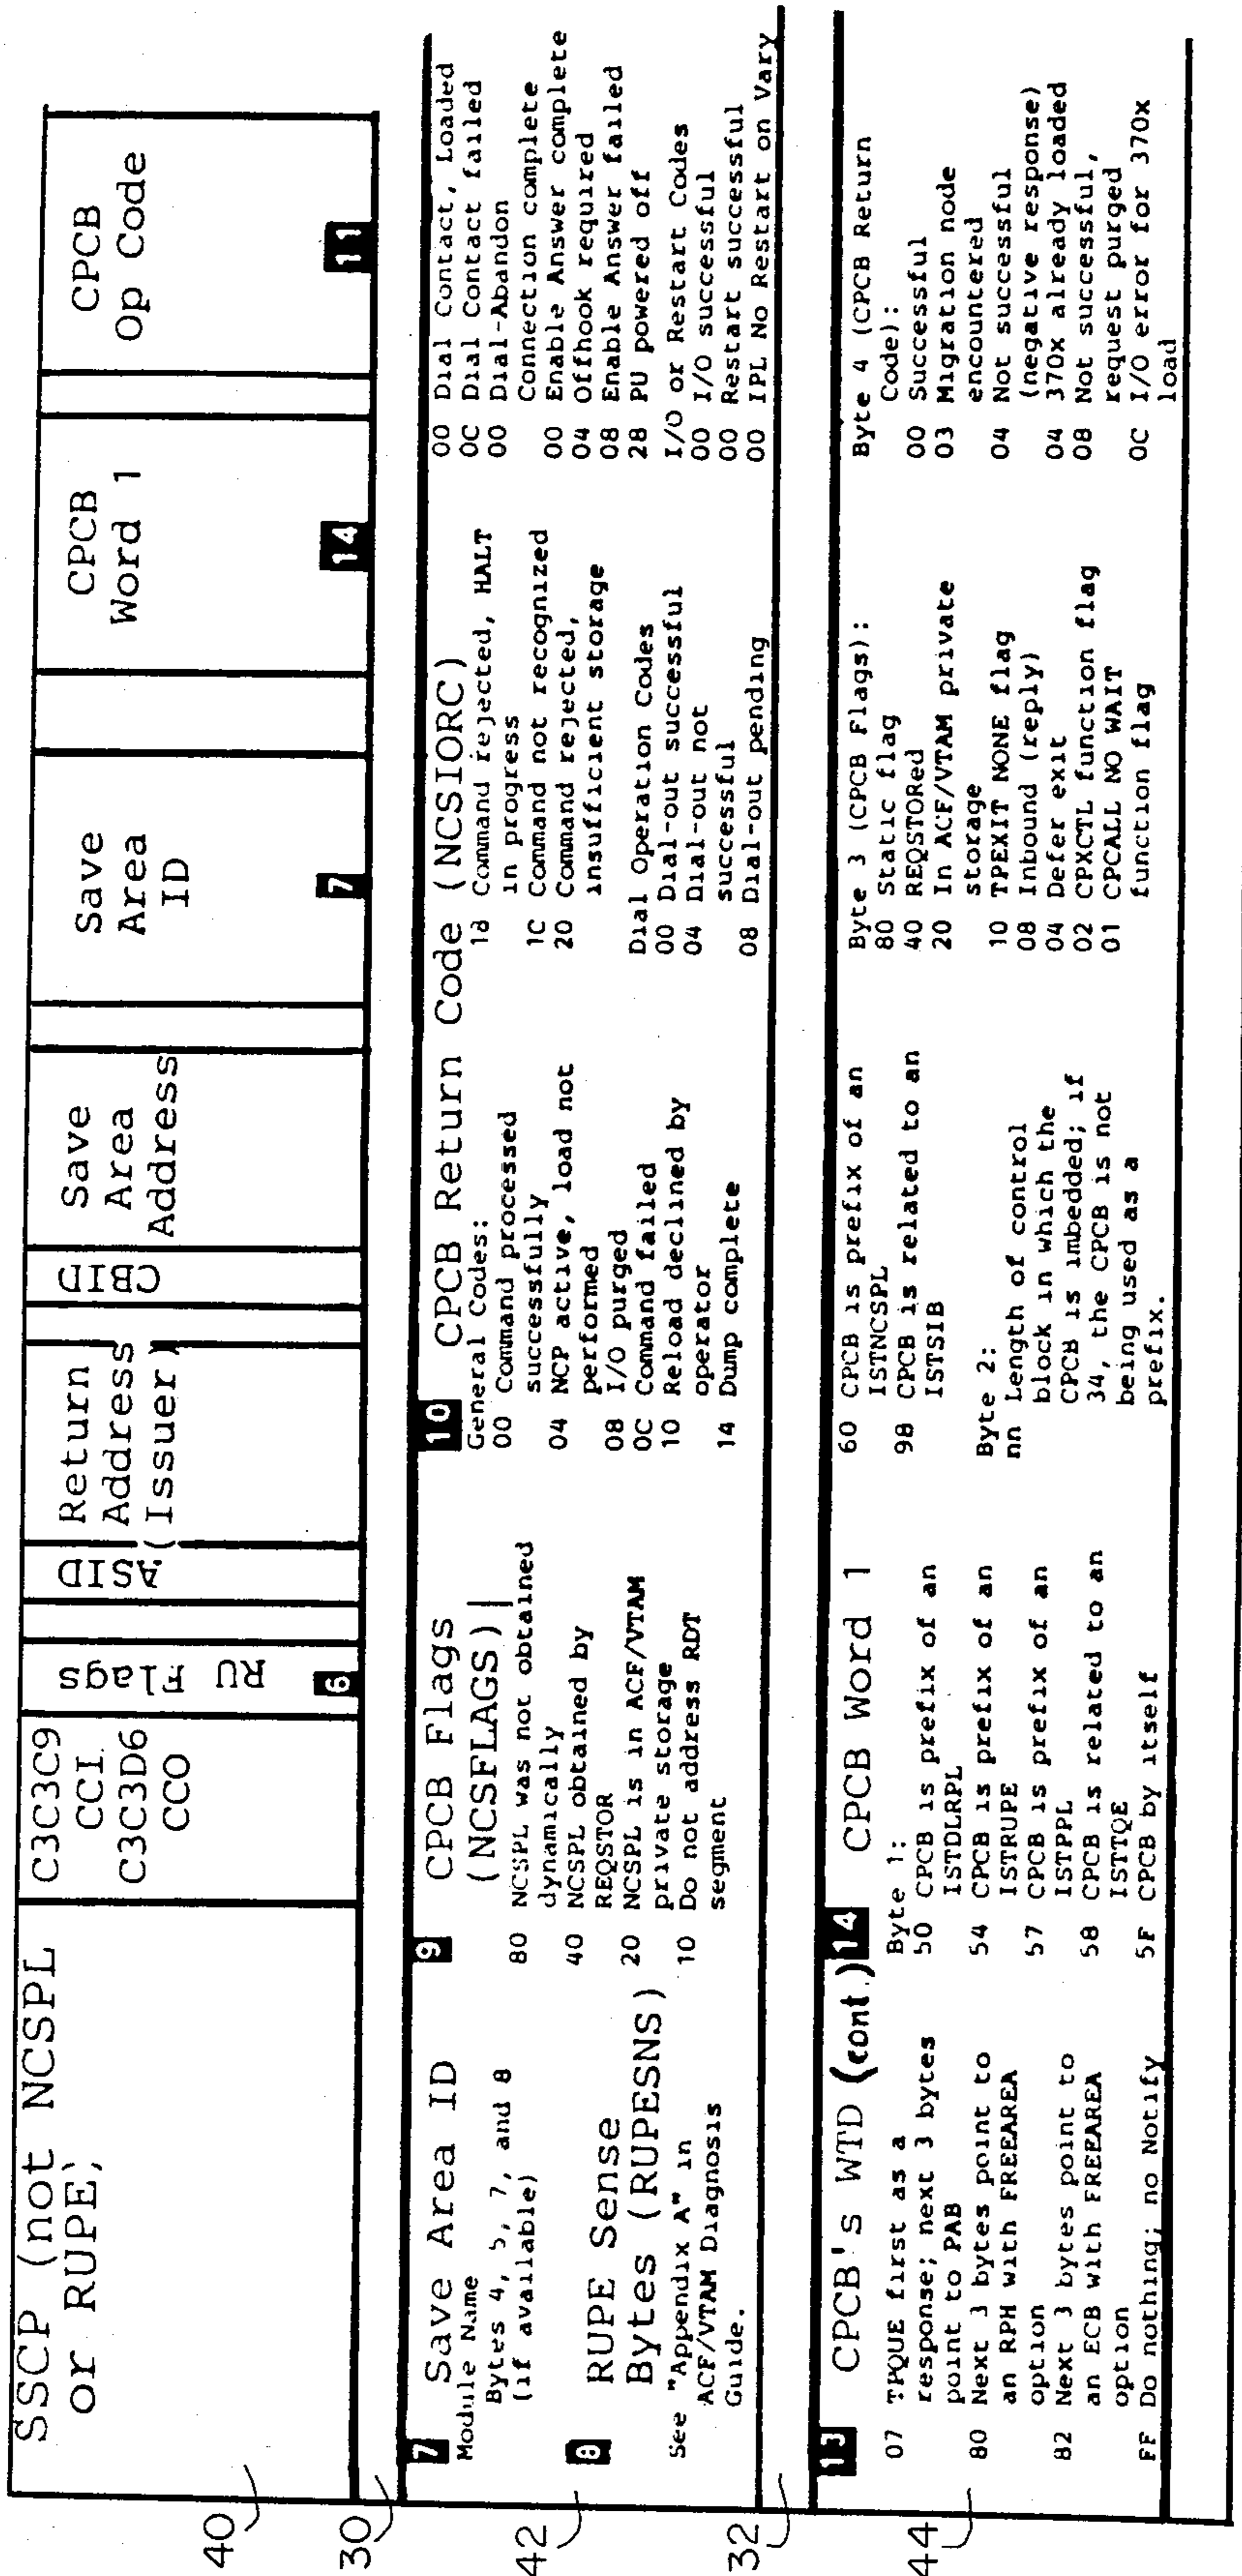 SSCP (not NCSPL
or RUPE)
C3C3C9
CCI
C3C3D6
CCO
RU Flags
6
ASID
Return
Address
(Issuer)
CBID
Save
Area
Address
Save
Area
ID
7
CPCB
Word 1
14
CPCB
Op Code
11
40
30
7 Save Area ID
Module Name
Bytes 4, 5, 7, and 8
(if available)
8 RUPE Sense
Bytes (RUPESNS)
See "Appendix A" in
ACF/VTAM Diagnosis
Guide.
9 CPCB Flags
(NCSFLAGS)
80 NCSPL was not obtained
dynamically
40 NCSPL obtained by
REQSTOR
20 NCSPL is in ACF/VTAM
private storage
10 Do not address RDT
segment
10 CPCB Return Code (NCSIORC)
General Codes:
00 Command processed
successfully
04 NCP active, load not
performed
08 I/O purged
0C Command failed
10 Reload declined by
operator
14 Dump complete
18 Command rejected, HALT
in progress
1C Command not recognized
20 Command rejected,
insufficient storage
Dial Operation Codes
00 Dial-out successful
04 Dial-out not
successful
08 Dial-out pending
00 Dial Contact, Loaded
0C Dial Contact failed
00 Dial-Abandon
Connection complete
00 Enable Answer complete
04 Offhook required
08 Enable Answer failed
28 PU powered off
I/O or Restart Codes
00 I/O successful
00 Restart successful
00 IPL No Restart on Vary
42
32
13 CPCB's WTD (cont.)
07 TPQUE first as a
response; next 3 bytes
point to PAB
80 Next 3 bytes point to
an RPH with FREEAREA
option
82 Next 3 bytes point to
an ECB with FREEAREA
option
FF Do nothing; no Notify
14 CPCB Word 1
Byte 1:
50 CPCB is prefix of an
ISTDLRPL
54 CPCB is prefix of an
ISTRUPE
57 CPCB is prefix of an
ISTPPL
58 CPCB is related to an
ISTTQE
5F CPCB by itself
60 CPCB is prefix of an
ISTNCSPL
98 CPCB is related to an
ISTSIB
Byte 2:
nn Length of control
block in which the
CPCB is imbedded; if
34, the CPCB is not
being used as a
prefix.
Byte 3 (CPCB Flags):
80 Static flag
40 REQSTORed
20 In ACF/VTAM private
storage
10 TPEXIT NONE flag
08 Inbound (reply)
04 Defer exit
02 CPXCTL function flag
01 CPCALL NO WAIT
function flag
Byte 4 (CPCB Return
Code):
00 Successful
03 Migration node
encountered
04 Not successful
(negative response)
04 370x already loaded
08 Not successful,
request purged
0C I/O error for 370x
load
44